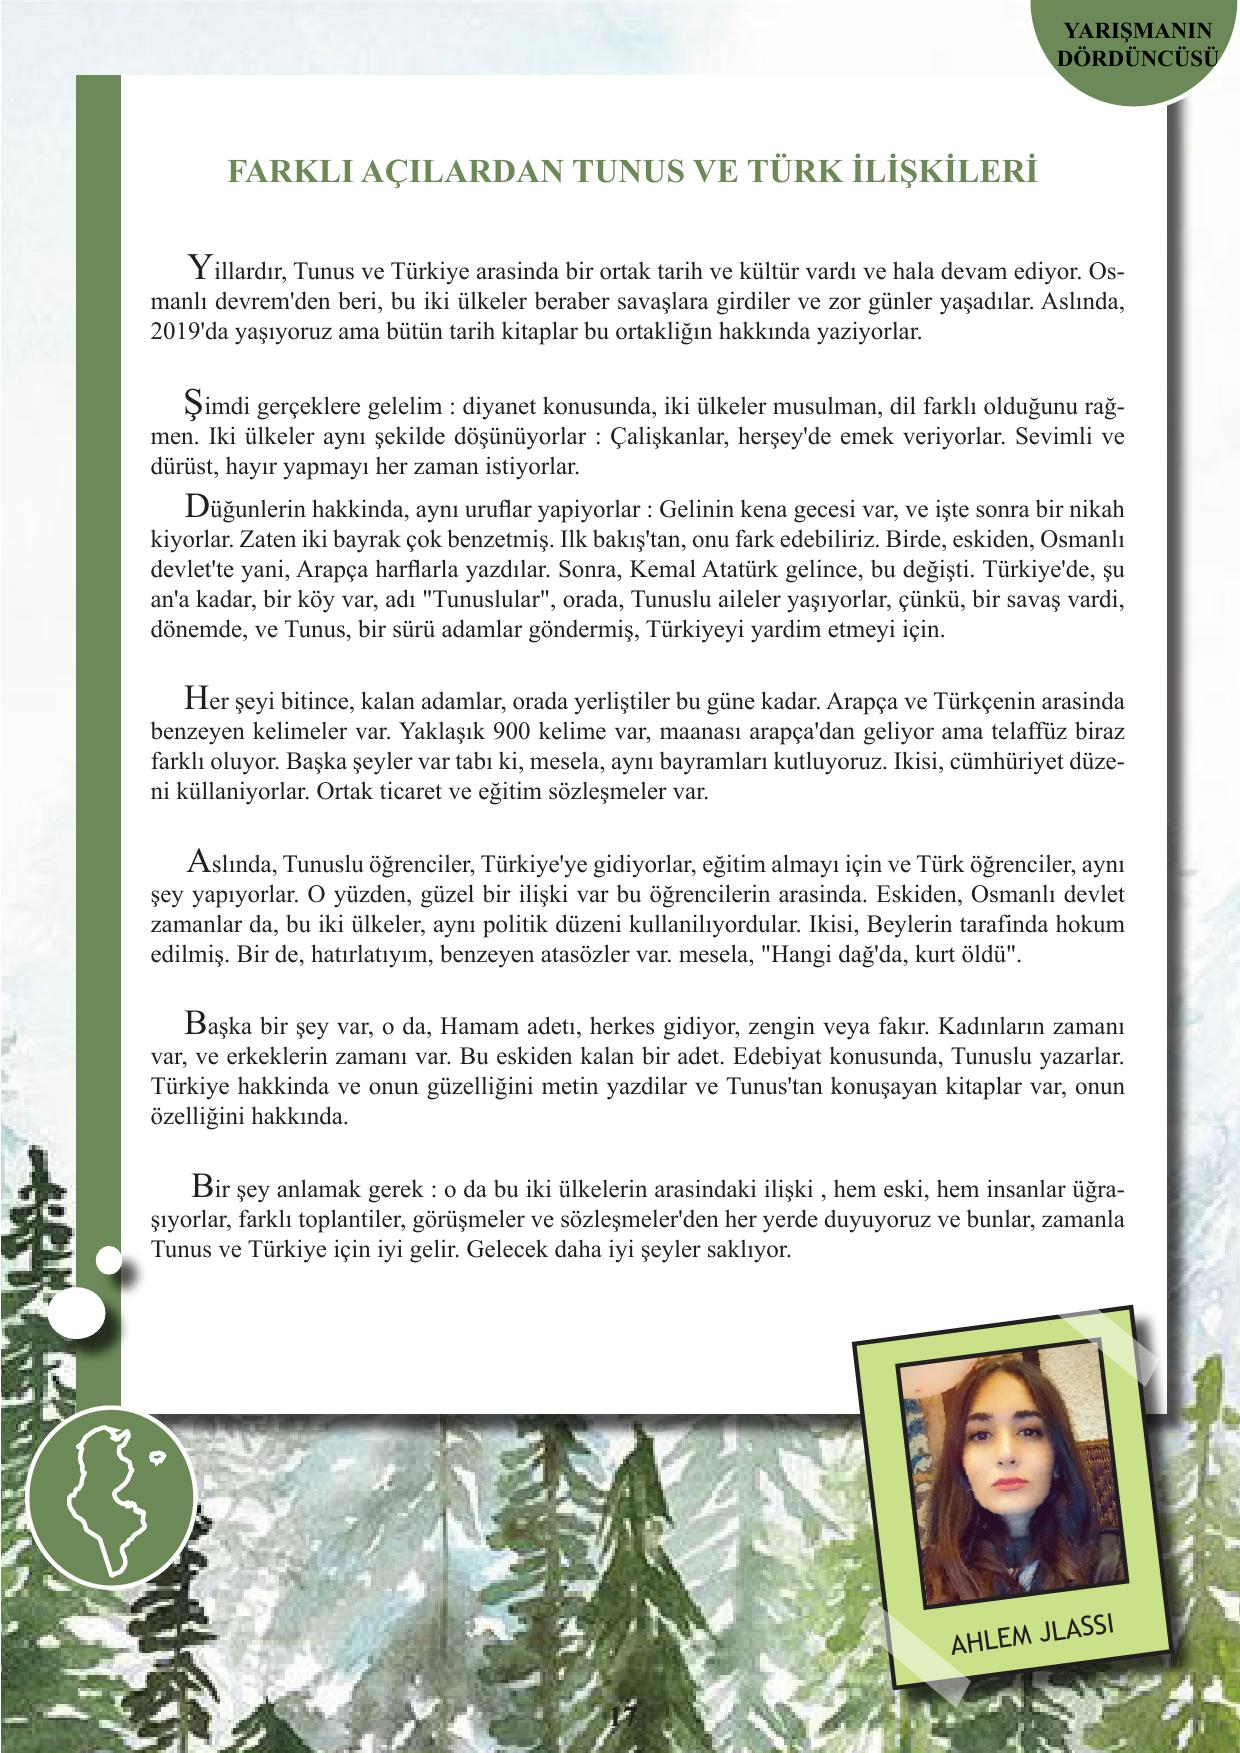 YARIŞMANIN
DÖRDÜNCÜSÜ
FARKLI AÇILARDAN TUNUS VE TÜRK İLİŞKİLERİ
Yillardır, Tunus ve Türkiye arasinda bir ortak tarih ve kültür vardı ve hala devam ediyor. Os-
manlı devrem'den beri, bu iki ülkeler beraber savaşlara girdiler ve zor günler yaşadılar. Aslında,
2019'da yaşıyoruz ama bütün tarih kitaplar bu ortakliğın hakkında yaziyorlar.
Şimdi gerçeklere gelelim : diyanet konusunda, iki ülkeler musulman, dil farklı olduğunu rağ-
men. Iki ülkeler aynı şekilde döşünüyorlar : Çalişkanlar, herşey'de emek veriyorlar. Sevimli ve
dürüst, hayır yapmayı her zaman istiyorlar.
Düğunlerin hakkinda, aynı uruflar yapiyorlar : Gelinin kena gecesi var, ve işte sonra bir nikah
kiyorlar. Zaten iki bayrak çok benzetmiş. Ilk bakış'tan, onu fark edebiliriz. Birde, eskiden, Osmanlı
devlet'te yani, Arapça harflarla yazdılar. Sonra, Kemal Atatürk gelince, bu değişti. Türkiye'de, şu
an'a kadar, bir köy var, adı "Tunuslular", orada, Tunuslu aileler yaşıyorlar, çünkü, bir savaş vardi,
dönemde, ve Tunus, bir sürü adamlar göndermiş, Türkiyeyi yardim etmeyi için.
Her şeyi bitince, kalan adamlar, orada yerliştiler bu güne kadar. Arapça ve Türkçenin arasinda
benzeyen kelimeler var. Yaklaşık 900 kelime var, maanası arapça'dan geliyor ama telaffüz biraz
farklı oluyor. Başka şeyler var tabı ki, mesela, aynı bayramları kutluyoruz. Ikisi, cümhüriyet düze-
ni küllaniyorlar. Ortak ticaret ve eğitim sözleşmeler var.
Aslında, Tunuslu öğrenciler, Türkiye'ye gidiyorlar, eğitim almayı için ve Türk öğrenciler, aynı
şey yapıyorlar. O yüzden, güzel bir ilişki var bu öğrencilerin arasinda. Eskiden, Osmanlı devlet
zamanlar da, bu iki ülkeler, aynı politik düzeni kullanilıyordular. Ikisi, Beylerin tarafinda hokum
edilmiş. Bir de, hatırlatıyım, benzeyen atasözler var. mesela, "Hangi dağ'da, kurt öldü".
Başka bir şey var, o da, Hamam adetı, herkes gidiyor, zengin veya fakır. Kadınların zamanı
var, ve erkeklerin zamanı var. Bu eskiden kalan bir adet. Edebiyat konusunda, Tunuslu yazarlar.
Türkiye hakkinda ve onun güzelliğini metin yazdilar ve Tunus'tan konuşayan kitaplar var, onun
özelliğini hakkında.
Bir şey anlamak gerek : o da bu iki ülkelerin arasindaki ilişki , hem eski, hem insanlar üğra-
şıyorlar, farklı toplantiler, görüşmeler ve sözleşmeler'den her yerde duyuyoruz ve bunlar, zamanla
Tunus ve Türkiye için iyi gelir. Gelecek daha iyi şeyler saklıyor.
AHLEM JLASSI
17